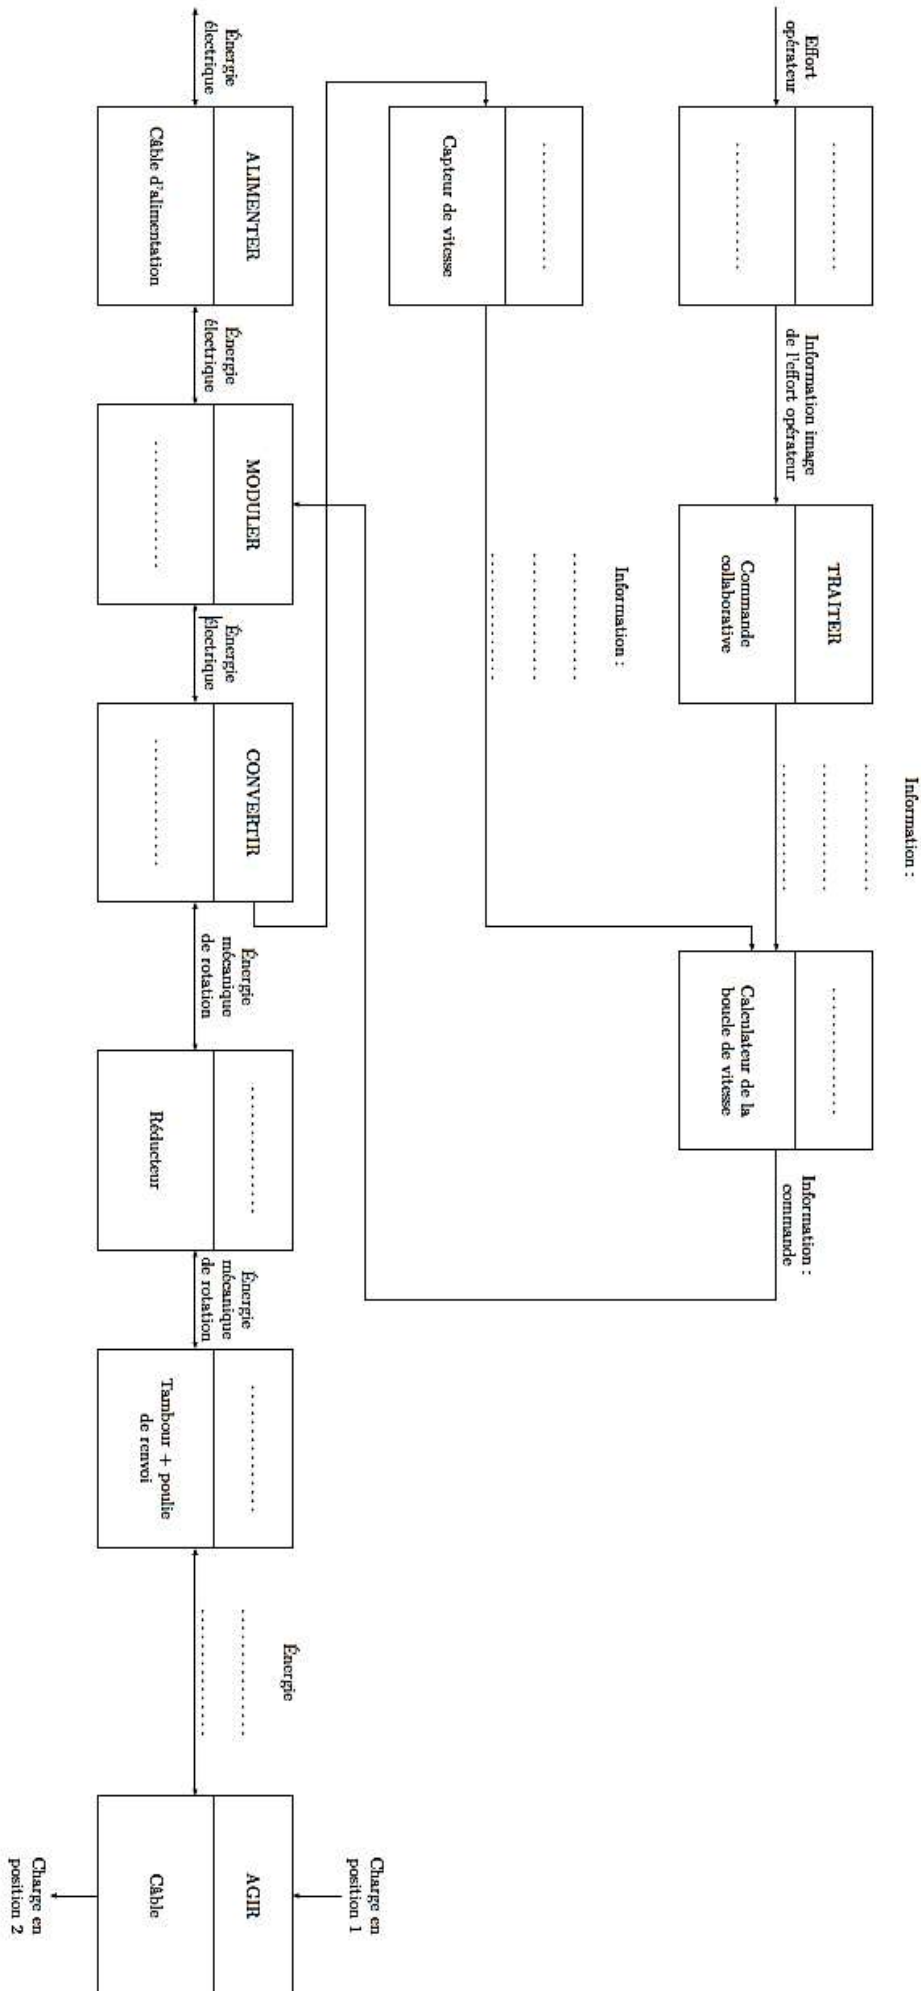 Effort
opérateur
. . . . . . . . . . . .
. . . . . . . . . . . . .
Information image
de l'effort opérateur
TRAITER
Commande
collaborative
Information :
. . . . . . . . . . . . .
. . . . . . . . . . . . .
. . . . . . . . . . . . .
. . . . . . . . . . . . .
Calculateur de la
boucle de vitesse
Information :
commande
. . . . . . . . . . . . .
Capteur de vitesse
Information :
. . . . . . . . . . . . .
. . . . . . . . . . . . .
. . . . . . . . . . . . .
Énergie
électrique
ALIMENTER
Câble d'alimentation
Énergie
électrique
MODULER
. . . . . . . . . . . . .
Énergie
électrique
CONVERTIR
. . . . . . . . . . . . .
Énergie
mécanique
de rotation
. . . . . . . . . . . . .
Réducteur
Énergie
mécanique
de rotation
. . . . . . . . . . . . .
Tambour + poulie
de renvoi
Énergie
. . . . . . . . . . . . .
. . . . . . . . . . . . .
Charge en
position 1
AGIR
Câble
Charge en
position 2